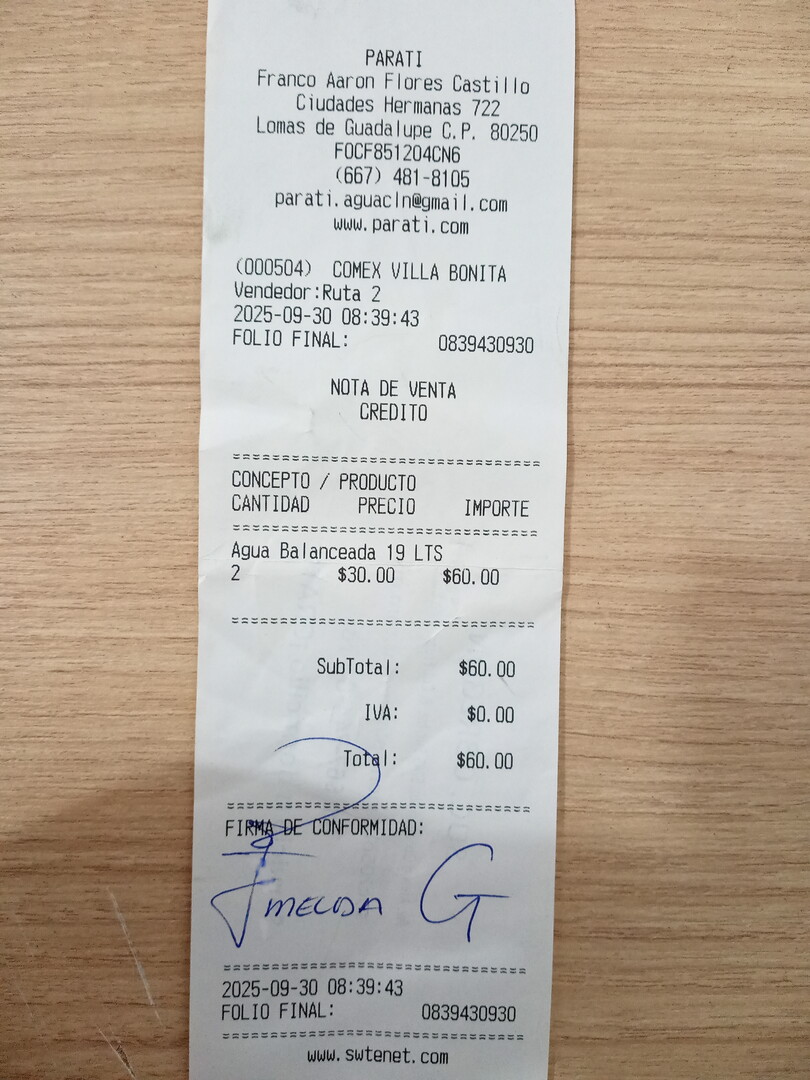 PARATI
Franco Aaron Flores Castillo
Ciudades Hermanas 722
Lomas de Guadalupe C.P. 80250
FOCF851204CN6
(667) 481-8105
parati.aguacln@gmail.com
www.parati.com
(000504) COMEX VILLA BONITA
Vendedor:Ruta 2
2025-09-30 08:39:43
FOLIO FINAL: 0839430930
NOTA DE VENTA
CREDITO
================================
CONCEPTO / PRODUCTO
CANTIDAD PRECIO IMPORTE
================================
Agua Balanceada 19 LTS
2 $30.00 $60.00
================================
SubTotal: $60.00
IVA: $0.00
Total: $60.00
================================
FIRMA DE CONFORMIDAD:
Imelda G
================================
2025-09-30 08:39:43
FOLIO FINAL: 0839430930
================================
www.swtenet.com